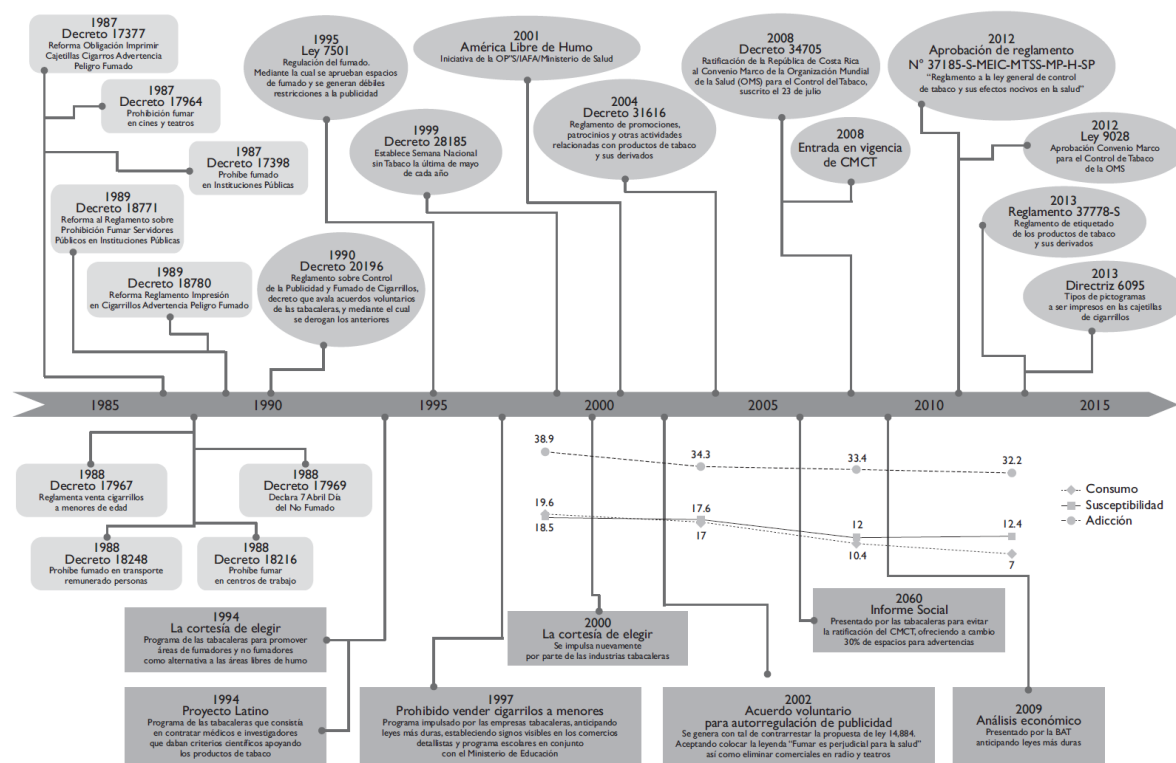 1987
Decreto 17377
Reforma Obligación Imprimir
Cajetillas Cigarros Advertencia
Peligro Fumado
1987
Decreto 17964
Prohibición fumar
en cines y teatros
1987
Decreto 17398
Prohíbe fumado
en Instituciones Públicas
1989
Decreto 18771
Reforma al Reglamento sobre
Prohibición Fumar Servidores
Públicos en Instituciones Públicas
1989
Decreto 18780
Reforma Reglamento Impresión
en Cigarrillos Advertencia Peligro Fumado
1995
Ley 7501
Regulación del fumado.
Mediante la cual se aprueban espacios
de fumado y se generan débiles
restricciones a la publicidad
1990
Decreto 20196
Reglamento sobre Control
de la Publicidad y Fumado de Cigarrillos,
decreto que avala acuerdos voluntarios
de las tabacaleras, y mediante el cual
se derogan los anteriores
1999
Decreto 28185
Establece Semana Nacional
sin Tabaco la última de mayo
de cada año
2001
América Libre de Humo
Iniciativa de la OP'S/IAFA/Ministerio de Salud
2004
Decreto 31616
Reglamento de promociones,
patrocinios y otras actividades
relacionadas con productos de tabaco
y sus derivados
2008
Decreto 34705
Ratificación de la República de Costa Rica
al Convenio Marco de la Organización Mundial
de la Salud (OMS) para el Control del Tabaco,
suscrito el 23 de julio
2008
Entrada en vigencia
de CMCT
2012
Aprobación de reglamento
N° 37185-S-MEIC-MTSS-MP-H-SP
"Reglamento a la ley general de control
de tabaco y sus efectos nocivos en la salud"
2012
Ley 9028
Aprobación Convenio Marco
para el Control de Tabaco
de la OMS
2013
Reglamento 37778-S
Reglamento de etiquetado
de los productos de tabaco
y sus derivados
2013
Directriz 6095
Tipos de pictogramas
a ser impresos en las cajetillas
de cigarrillos
1985
1990
1995
2000
2005
2010
2015
1988
Decreto 17967
Reglamenta venta cigarrillos
a menores de edad
1988
Decreto 17969
Declara 7 Abril Día
del No Fumado
1988
Decreto 18248
Prohíbe fumado en transporte
remunerado personas
1988
Decreto 18216
Prohíbe fumar
en centros de trabajo
38.9
34.3
33.4
32.2
19.6
18.5
17.6
17
12
10.4
12.4
7
Consumo
Susceptibilidad
Adicción
1994
La cortesía de elegir
Programa de las tabacaleras para promover
áreas de fumadores y no fumadores
como alternativa a las áreas libres de humo
1994
Proyecto Latino
Programa de las tabacaleras que consistía
en contratar médicos e investigadores
que daban criterios científicos apoyando
los productos de tabaco
1997
Prohibido vender cigarrilos a menores
Programa impulsado por las empresas tabacaleras, anticipando
leyes más duras, estableciendo signos visibles en los comercios
detallistas y programa escolares en conjunto
con el Ministerio de Educación
2000
La cortesía de elegir
Se impulsa nuevamente
por parte de las industrias tabacaleras
2002
Acuerdo voluntario
para autorregulación de publicidad
Se genera con tal de contrarrestar la propuesta de ley 14,884.
Aceptando colocar la leyenda "Fumar es perjudicial para la salud"
así como eliminar comerciales en radio y teatros
2060
Informe Social
Presentado por las tabacaleras para evitar
la ratificación del CMCT, ofreciendo a cambio
30% de espacios para advertencias
2009
Análisis económico
Presentado por la BAT
anticipando leyes más duras